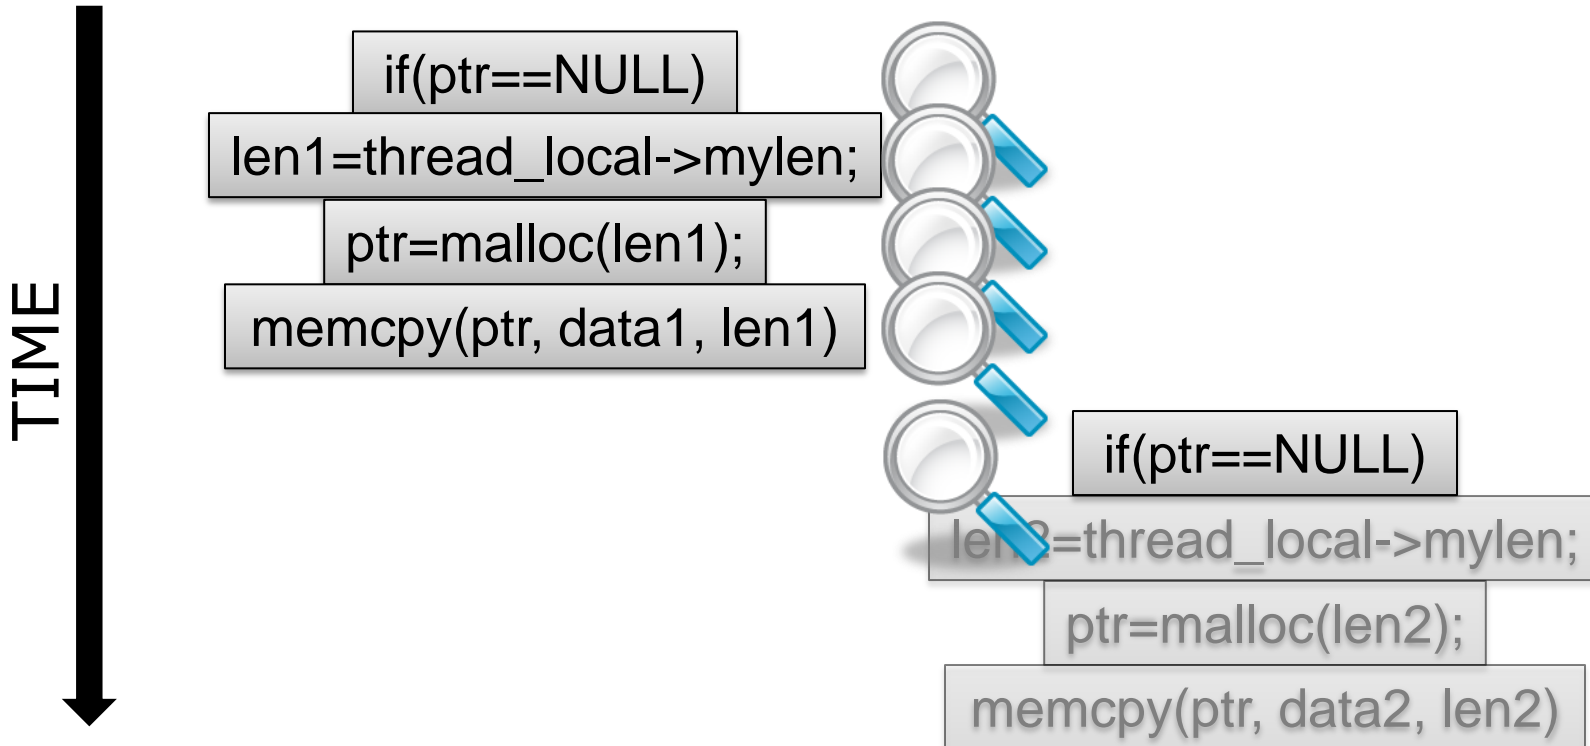 TIME
if(ptr==NULL)
len1=thread_local->mylen;
ptr=malloc(len1);
memcpy(ptr, data1, len1)
if(ptr==NULL)
len2=thread_local->mylen;
ptr=malloc(len2);
memcpy(ptr, data2, len2)